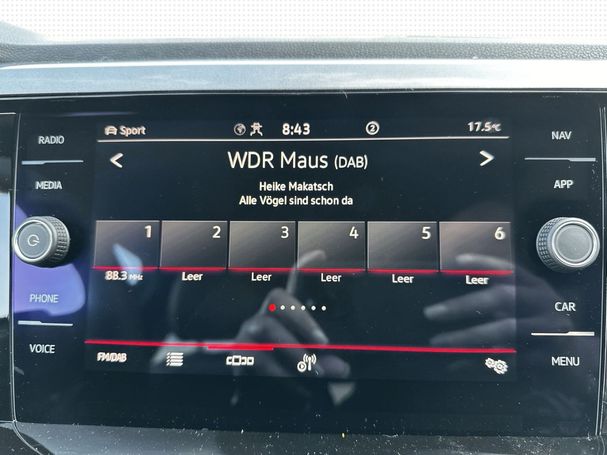 RADIO
MEDIA
PHONE
VOICE
Sport
8:43
2
17.5°C
< WDR Maus (DAB) >
Heike Makatsch
Alle Vögel sind schon da
1 2 3 4 5 6
88.3 MHz Leer Leer Leer Leer Leer
FM/DAB
NAV
APP
CAR
MENU